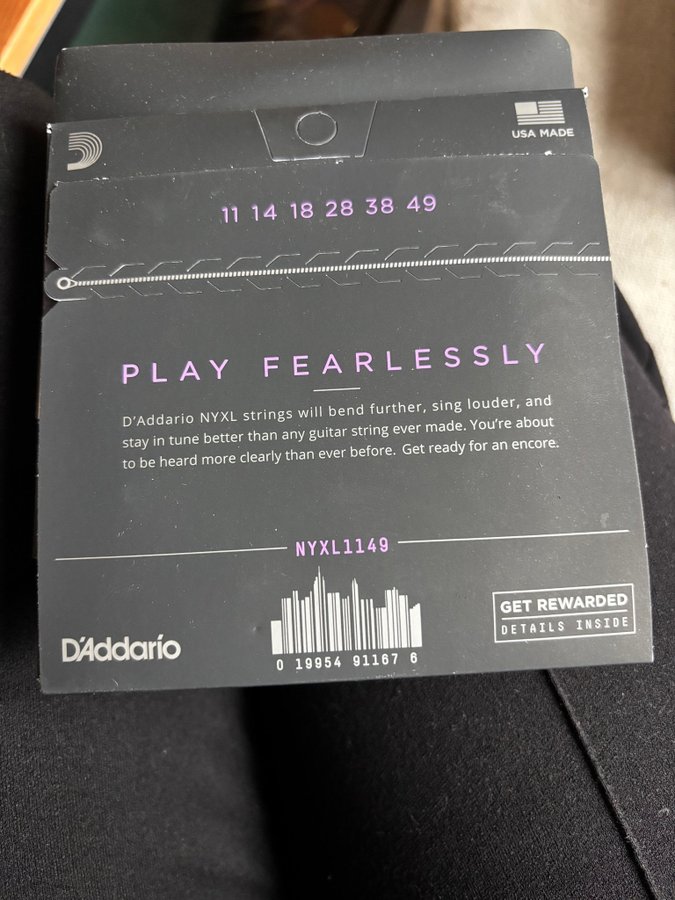 USA MADE
11 14 18 28 38 49
PLAY FEARLESSLY
D'Addario NYXL strings will bend further, sing louder, and
stay in tune better than any guitar string ever made. You're about
to be heard more clearly than ever before. Get ready for an encore.
NYXL1149
GET REWARDED
DETAILS INSIDE
D'Addario
0 19954 91167 6